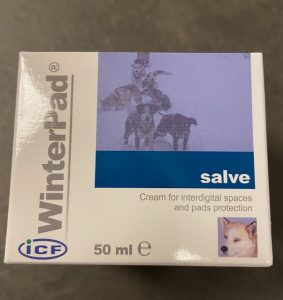 WinterPad®
salve
Cream for interdigital spaces
and pads protection
iCF
50 ml ℮